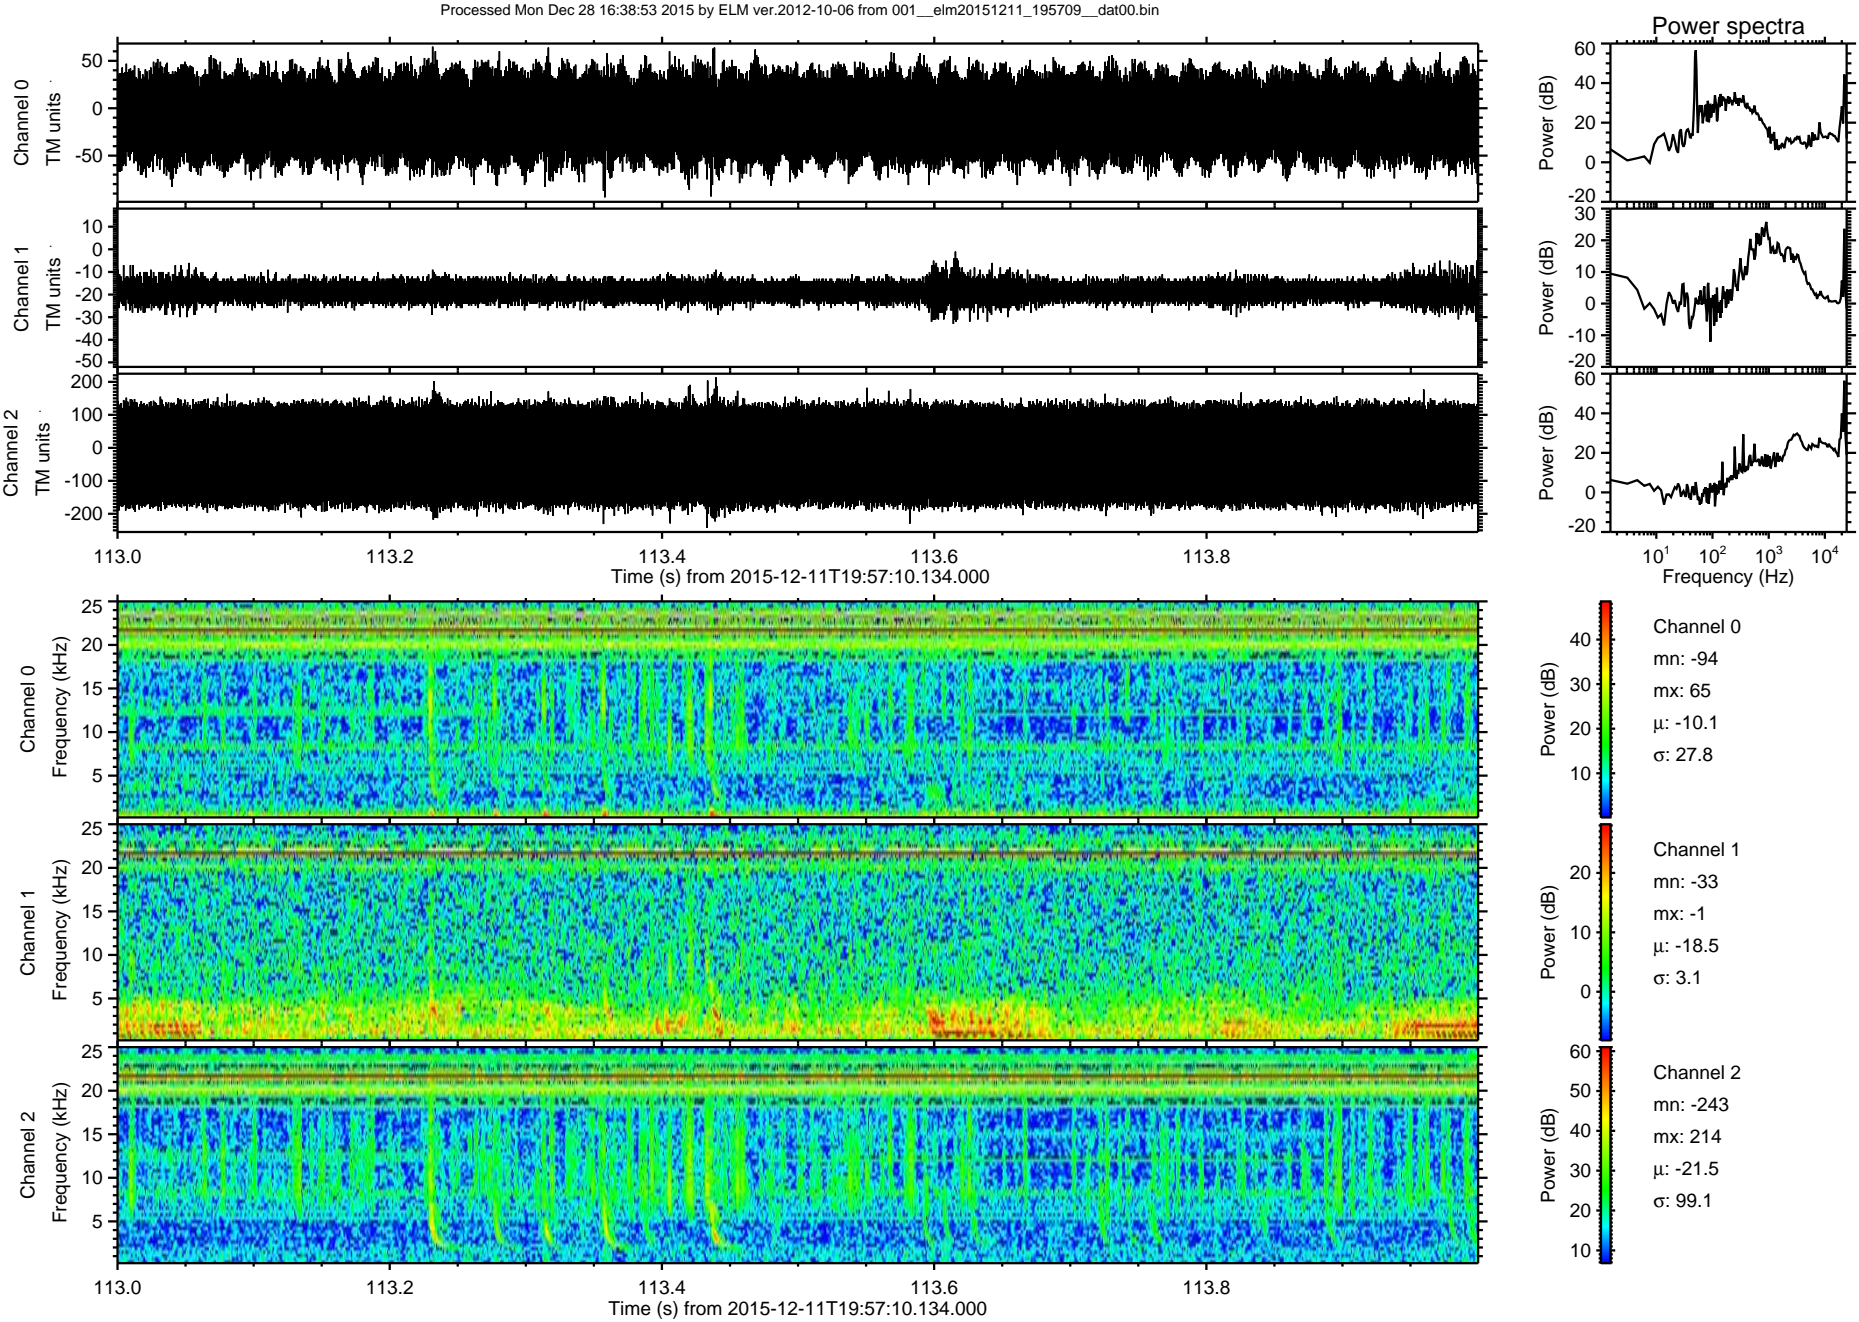 Processed Mon Dec 28 16:38:53 2015 by ELM ver.2012-10-06 from 001__elm20151211_195709__dat00.bin
Power spectra
Channel 0
TM units
50
0
-50
Power (dB)
60
40
20
0
-20
Channel 1
TM units
10
0
-10
-20
-30
-40
-50
Power (dB)
30
20
10
0
-10
-20
Channel 2
TM units
200
100
0
-100
-200
Power (dB)
60
40
20
0
-20
113.0 113.2 113.4 113.6 113.8
Time (s) from 2015-12-11T19:57:10.134.000
10¹ 10² 10³ 10⁴
Frequency (Hz)
Channel 0
Frequency (kHz)
25
20
15
10
5
Power (dB)
40
30
20
10
Channel 0
mn: -94
mx: 65
μ: -10.1
σ: 27.8
Channel 1
Frequency (kHz)
25
20
15
10
5
Power (dB)
20
10
0
Channel 1
mn: -33
mx: -1
μ: -18.5
σ: 3.1
Channel 2
Frequency (kHz)
25
20
15
10
5
Power (dB)
60
50
40
30
20
10
Channel 2
mn: -243
mx: 214
μ: -21.5
σ: 99.1
113.0 113.2 113.4 113.6 113.8
Time (s) from 2015-12-11T19:57:10.134.000